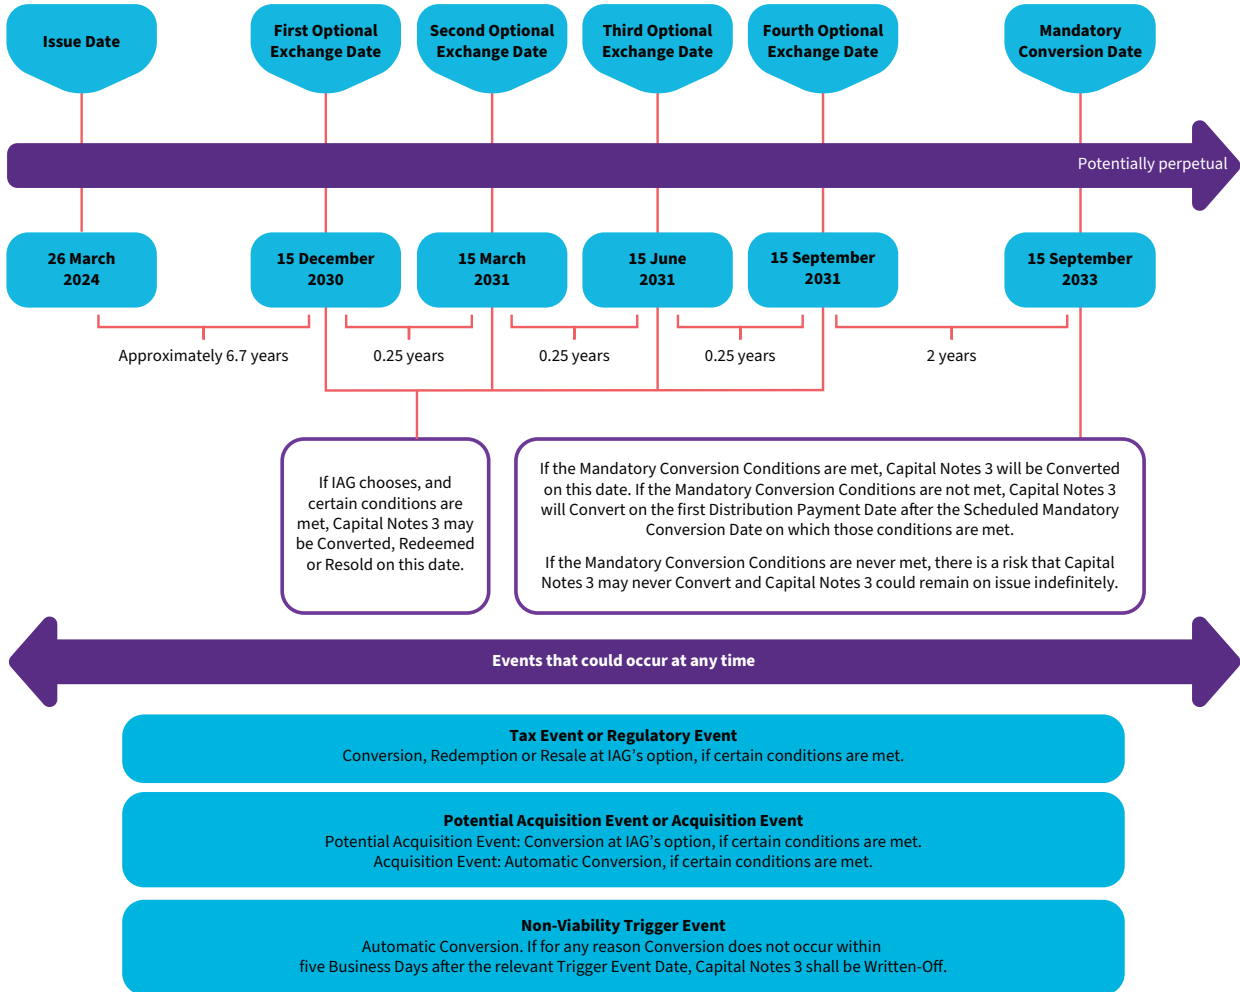 Issue Date
First Optional
Exchange Date
Second Optional
Exchange Date
Third Optional
Exchange Date
Fourth Optional
Exchange Date
Mandatory
Conversion Date
Potentially perpetual
26 March
2024
15 December
2030
15 March
2031
15 June
2031
15 September
2031
15 September
2033
Approximately 6.7 years
0.25 years
0.25 years
0.25 years
2 years
If IAG chooses, and
certain conditions are
met, Capital Notes 3 may
be Converted, Redeemed
or Resold on this date.
If the Mandatory Conversion Conditions are met, Capital Notes 3 will be Converted
on this date. If the Mandatory Conversion Conditions are not met, Capital Notes 3
will Convert on the first Distribution Payment Date after the Scheduled Mandatory
Conversion Date on which those conditions are met.
If the Mandatory Conversion Conditions are never met, there is a risk that Capital
Notes 3 may never Convert and Capital Notes 3 could remain on issue indefinitely.
Events that could occur at any time
Tax Event or Regulatory Event
Conversion, Redemption or Resale at IAG's option, if certain conditions are met.
Potential Acquisition Event or Acquisition Event
Potential Acquisition Event: Conversion at IAG's option, if certain conditions are met.
Acquisition Event: Automatic Conversion, if certain conditions are met.
Non-Viability Trigger Event
Automatic Conversion. If for any reason Conversion does not occur within
five Business Days after the relevant Trigger Event Date, Capital Notes 3 shall be Written-Off.